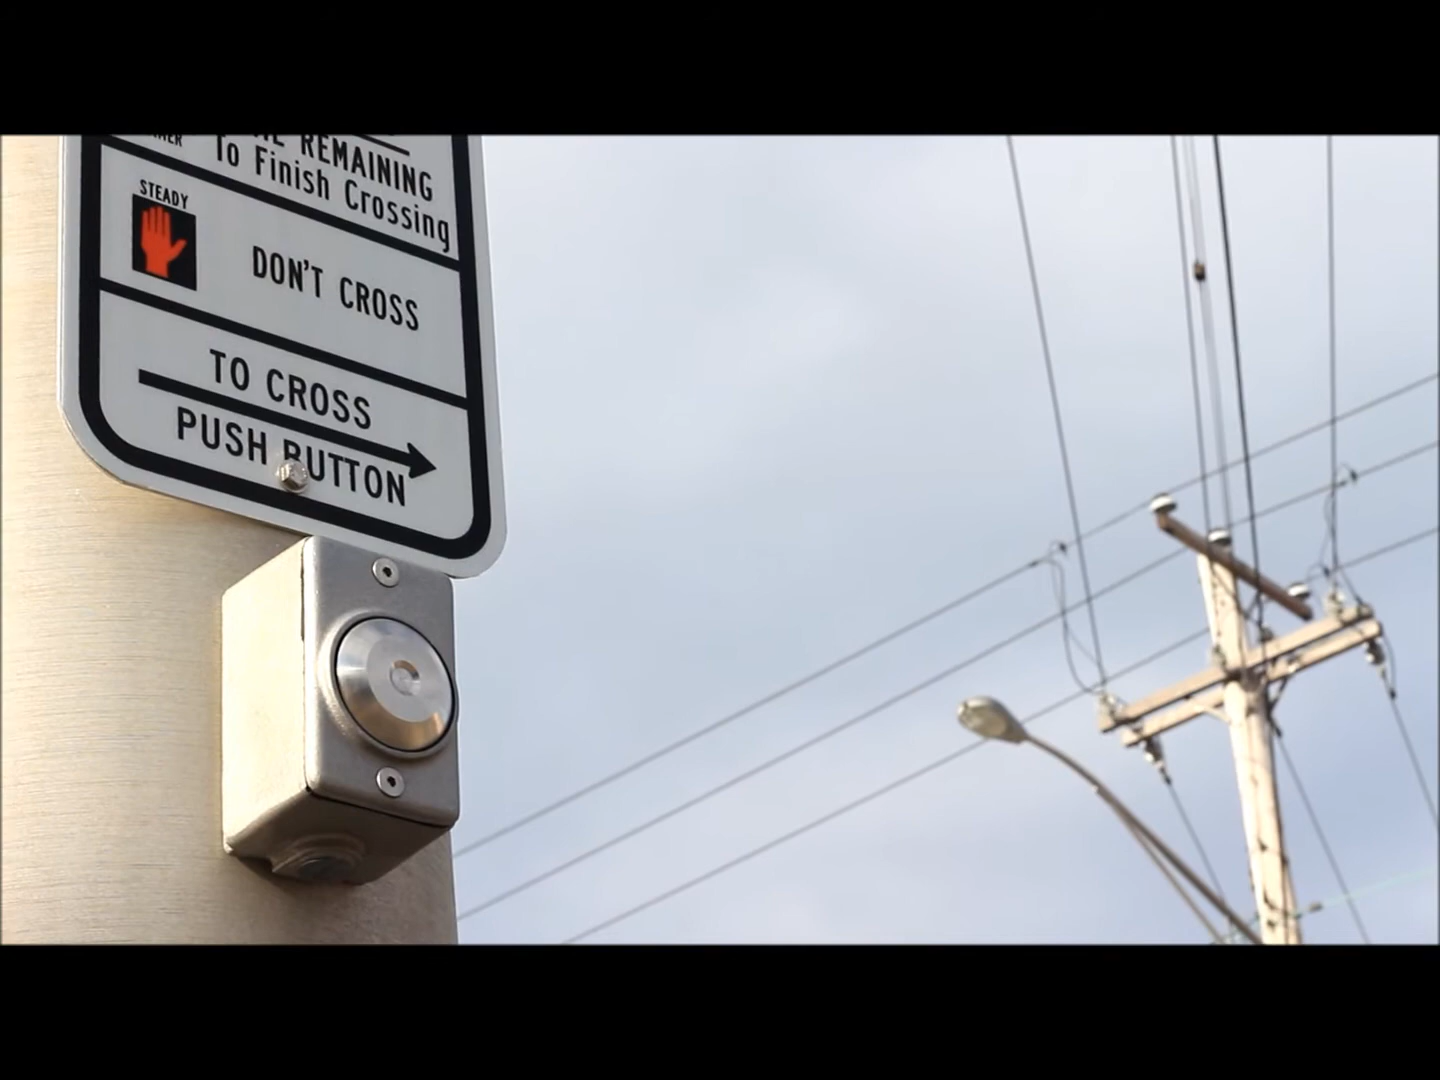 REMAINING
To Finish Crossing
STEADY
DON'T CROSS
TO CROSS
PUSH BUTTON